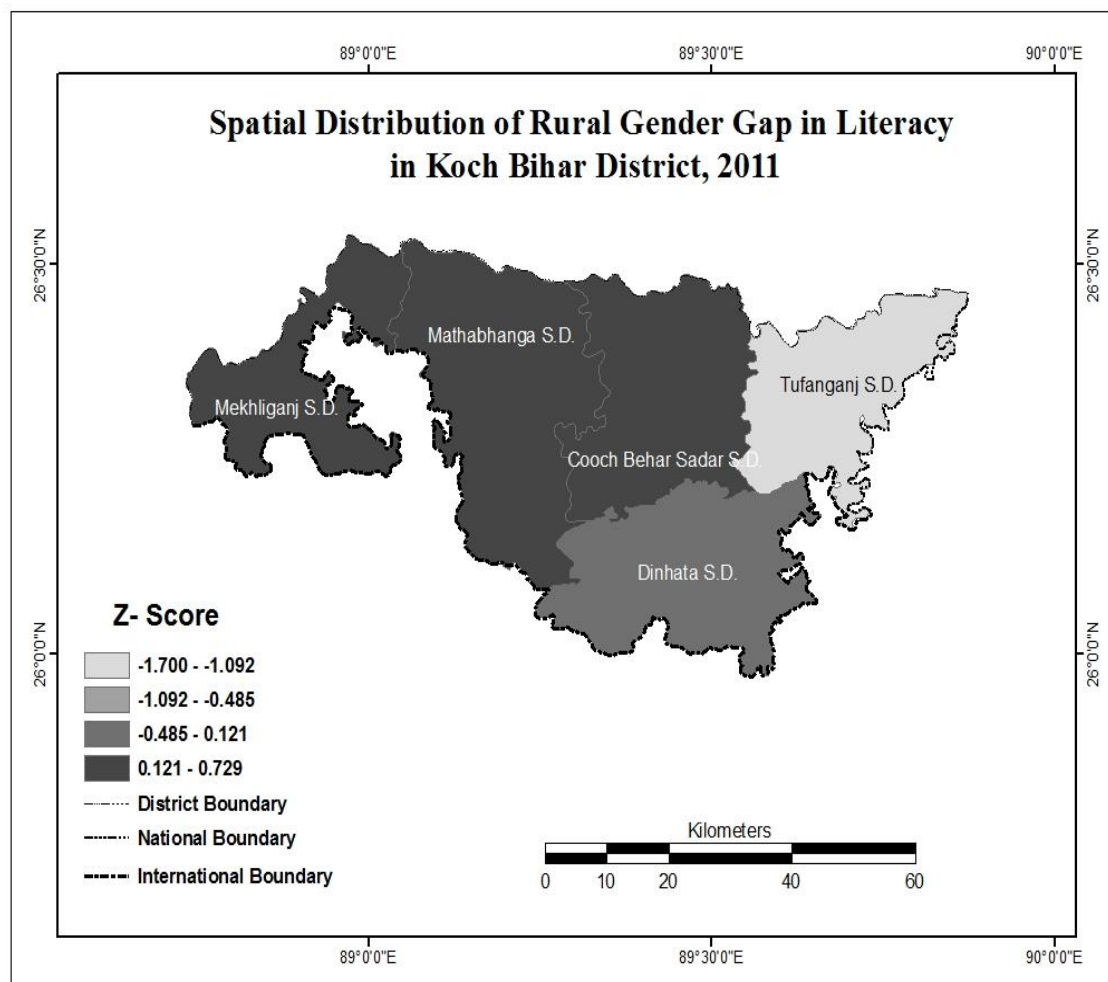 89°0'0"E 89°30'0"E 90°0'0"E
Spatial Distribution of Rural Gender Gap in Literacy
in Koch Bihar District, 2011
26°30'0"N 26°30'0"N
Mathabhanga S.D.
Tufanganj S.D.
Mekhliganj S.D.
Cooch Behar Sadar S.D.
Dinhata S.D.
26°0'0"N 26°0'0"N
Z- Score
-1.700 - -1.092
-1.092 - -0.485
-0.485 - 0.121
0.121 - 0.729
District Boundary
National Boundary
International Boundary
Kilometers
0 10 20 40 60
89°0'0"E 89°30'0"E 90°0'0"E